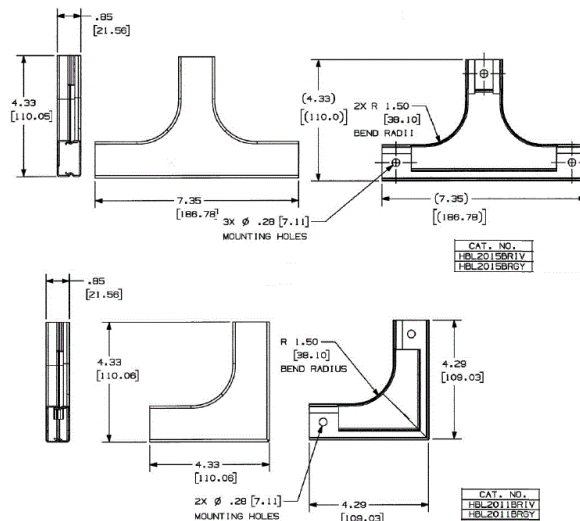 .85
[21.56]
4.33
[110.05]
7.35
[186.78]
(4.33)
[(110.0)]
2X R 1.50
[38.10]
BEND RADII
3X Ø .28 [7.11]
MOUNTING HOLES
(7.35)
[(186.78)]
CAT. NO.
HBL2015BRIV
HBL2015BRGY
.85
[21.56]
4.33
[110.06]
4.33
[110.06]
R 1.50
[38.10]
BEND RADIUS
4.29
[109.03]
2X Ø .28 [7.11]
MOUNTING HOLES
4.29
[109.03]
CAT. NO.
HBL2011BRIV
HBL2011BRGY